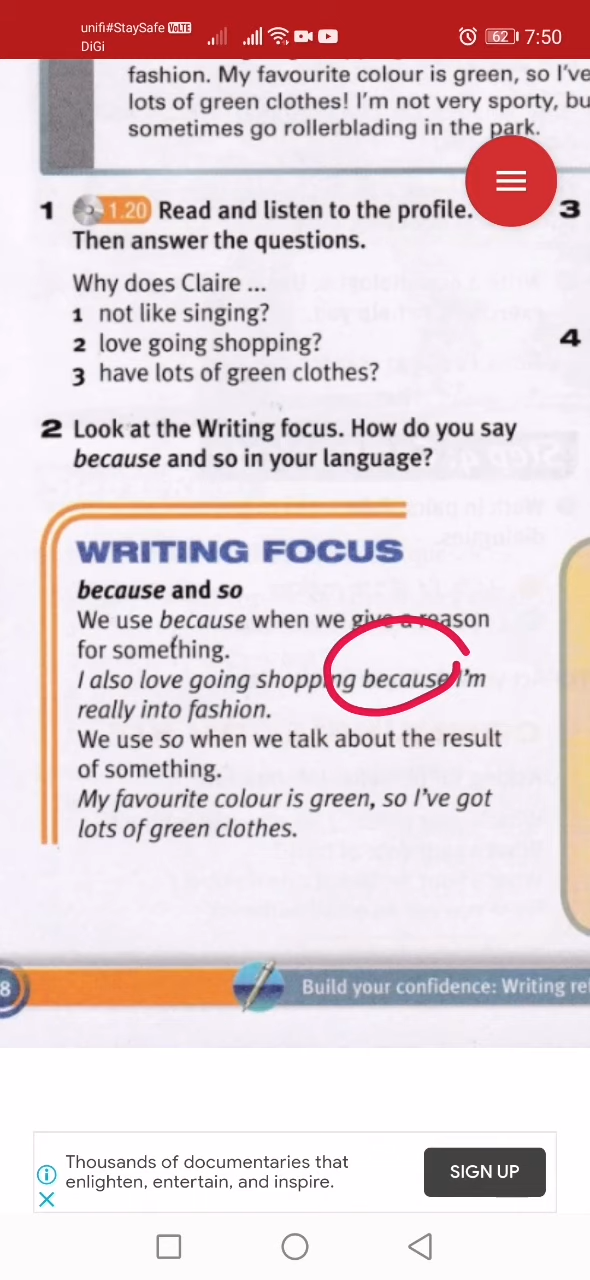 unifi#StaySafe VoLTE
DiGi
62 7:50
fashion. My favourite colour is green, so I've
lots of green clothes! I'm not very sporty, bu
sometimes go rollerblading in the park.
1 1.20 Read and listen to the profile.
Then answer the questions.
Why does Claire ...
1 not like singing?
2 love going shopping?
3 have lots of green clothes?
2 Look at the Writing focus. How do you say
because and so in your language?
3
4
WRITING FOCUS
because and so
We use because when we give a reason
for something.
I also love going shopping because I'm
really into fashion.
We use so when we talk about the result
of something.
My favourite colour is green, so I've got
lots of green clothes.
8
Build your confidence: Writing re
Thousands of documentaries that
enlighten, entertain, and inspire.
SIGN UP